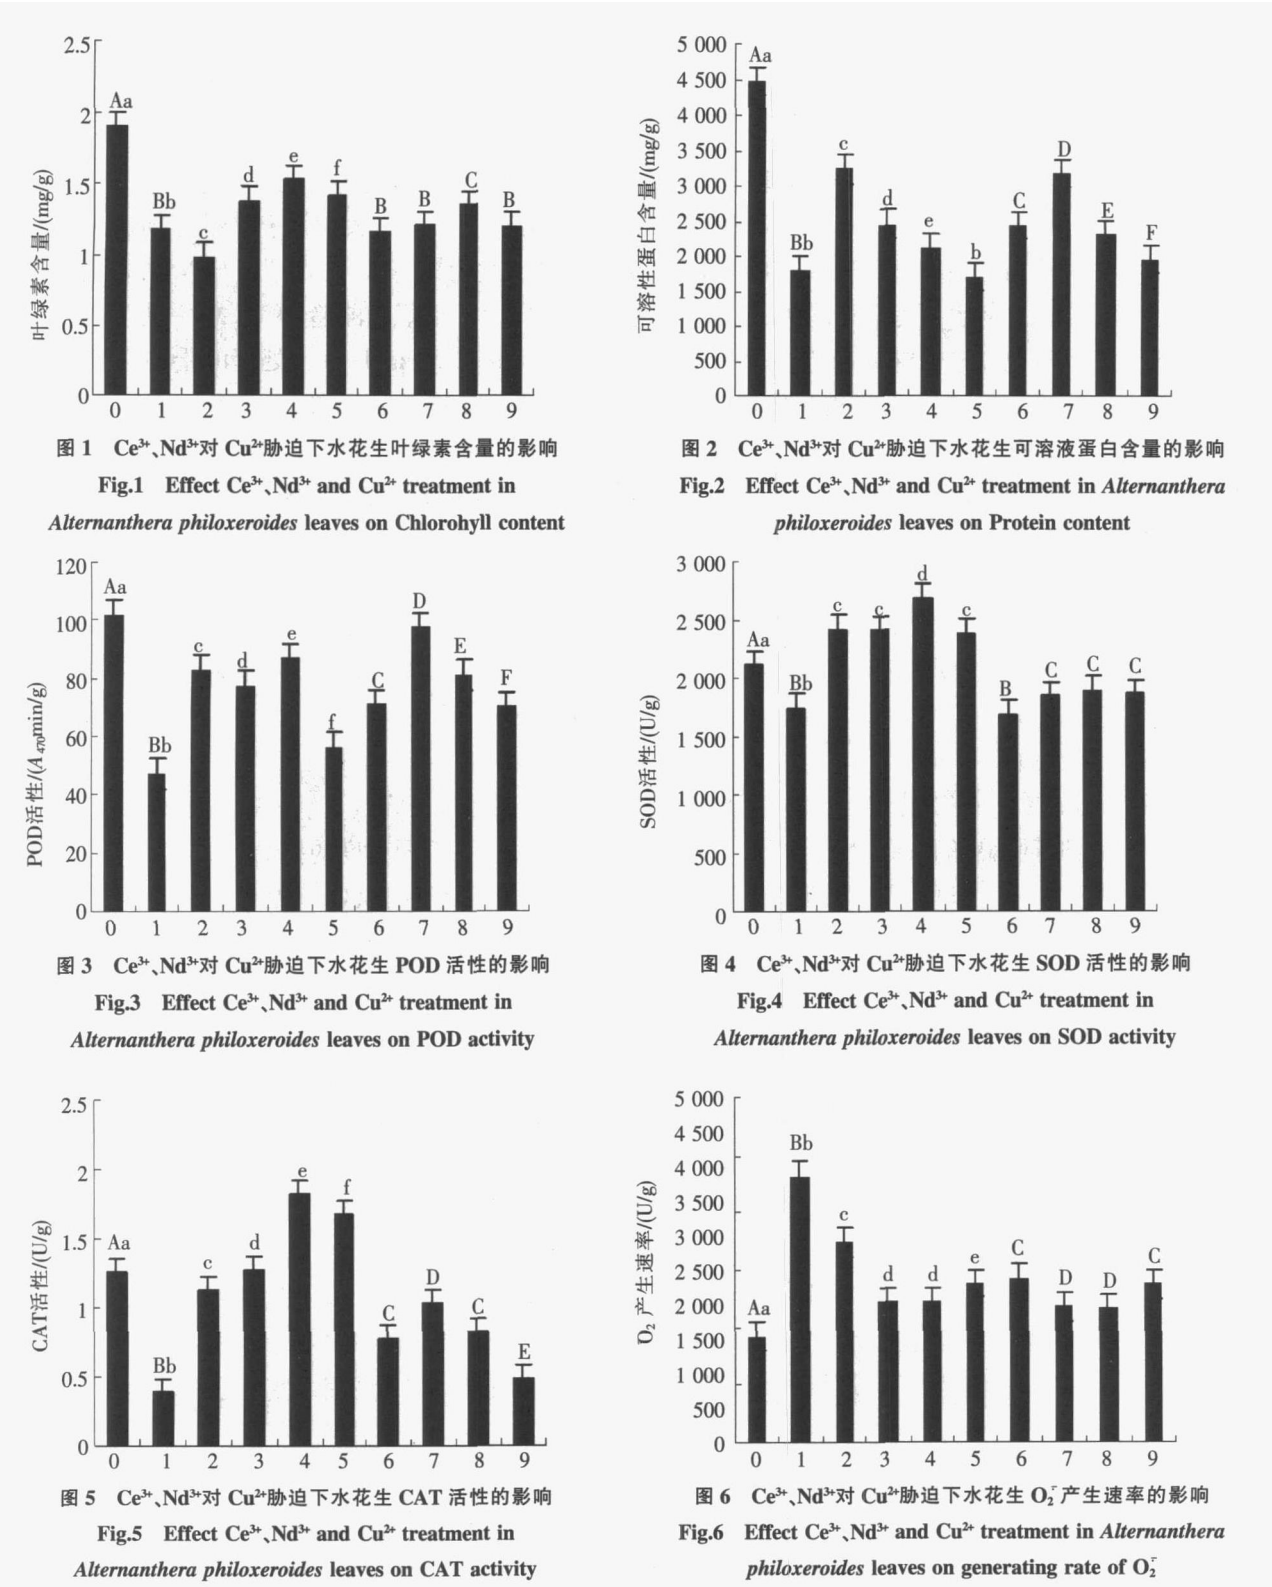 2.5
2
1.5
1
0.5
0
叶绿素含量/(mg/g)
Aa Bb c d e f B B C B
0 1 2 3 4 5 6 7 8 9
图 1 Ce³⁺、Nd³⁺对 Cu²⁺胁迫下水花生叶绿素含量的影响
Fig.1 Effect Ce³⁺、Nd³⁺ and Cu²⁺ treatment in
Alternanthera philoxeroides leaves on Chlorohyll content
5 000
4 500
4 000
3 500
3 000
2 500
2 000
1 500
1 000
500
0
可溶性蛋白含量/(mg/g)
Aa Bb c d e b C D E F
0 1 2 3 4 5 6 7 8 9
图 2 Ce³⁺、Nd³⁺对 Cu²⁺胁迫下水花生可溶液蛋白含量的影响
Fig.2 Effect Ce³⁺、Nd³⁺ and Cu²⁺ treatment in Alternanthera
philoxeroides leaves on Protein content
120
100
80
60
40
20
0
POD活性/(A₄₇₀min/g)
Aa Bb c d e f C D E F
0 1 2 3 4 5 6 7 8 9
图 3 Ce³⁺、Nd³⁺对 Cu²⁺胁迫下水花生 POD 活性的影响
Fig.3 Effect Ce³⁺、Nd³⁺ and Cu²⁺ treatment in
Alternanthera philoxeroides leaves on POD activity
3 000
2 500
2 000
1 500
1 000
500
0
SOD活性/(U/g)
Aa Bb c c d c B C C C
0 1 2 3 4 5 6 7 8 9
图 4 Ce³⁺、Nd³⁺对 Cu²⁺胁迫下水花生 SOD 活性的影响
Fig.4 Effect Ce³⁺、Nd³⁺ and Cu²⁺ treatment in
Alternanthera philoxeroides leaves on SOD activity
2.5
2
1.5
1
0.5
0
CAT活性/(U/g)
Aa Bb c d e f C D C E
0 1 2 3 4 5 6 7 8 9
图 5 Ce³⁺、Nd³⁺对 Cu²⁺胁迫下水花生 CAT 活性的影响
Fig.5 Effect Ce³⁺、Nd³⁺ and Cu²⁺ treatment in
Alternanthera philoxeroides leaves on CAT activity
5 000
4 500
4 000
3 500
3 000
2 500
2 000
1 500
1 000
500
0
O₂⁻ 产生速率/(U/g)
Aa Bb c d d e C D D C
0 1 2 3 4 5 6 7 8 9
图 6 Ce³⁺、Nd³⁺对 Cu²⁺胁迫下水花生 O₂⁻产生速率的影响
Fig.6 Effect Ce³⁺、Nd³⁺ and Cu²⁺ treatment in Alternanthera
philoxeroides leaves on generating rate of O₂⁻